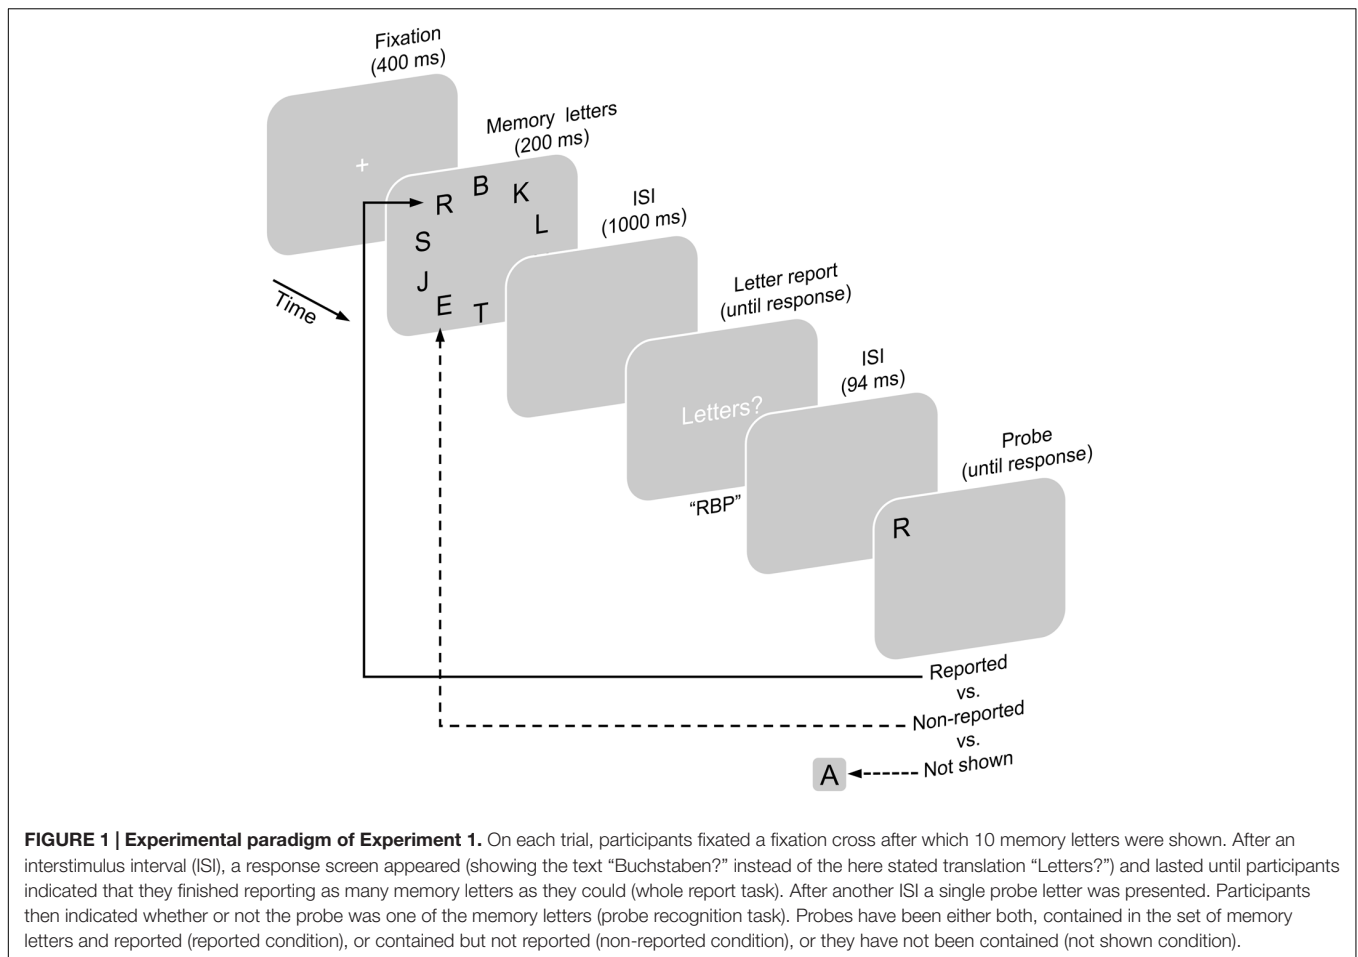 Fixation
(400 ms)
+
Memory letters
(200 ms)
B
K
R
L
S
J
E
T
ISI
(1000 ms)
Time
Letter report
(until response)
Letters?
"RBP"
ISI
(94 ms)
Probe
(until response)
R
Reported
vs.
Non-reported
vs.
Not shown
A
FIGURE 1 | Experimental paradigm of Experiment 1. On each trial, participants fixated a fixation cross after which 10 memory letters were shown. After an
interstimulus interval (ISI), a response screen appeared (showing the text “Buchstaben?” instead of the here stated translation “Letters?”) and lasted until participants
indicated that they finished reporting as many memory letters as they could (whole report task). After another ISI a single probe letter was presented. Participants
then indicated whether or not the probe was one of the memory letters (probe recognition task). Probes have been either both, contained in the set of memory
letters and reported (reported condition), or contained but not reported (non-reported condition), or they have not been contained (not shown condition).